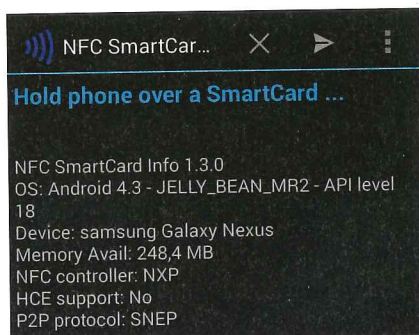 NFC SmartCar...
Hold phone over a SmartCard ...
NFC SmartCard Info 1.3.0
OS: Android 4.3 - JELLY_BEAN_MR2 - API level
18
Device: samsung Galaxy Nexus
Memory Avail: 248,4 MB
NFC controller: NXP
HCE support: No
P2P protocol: SNEP